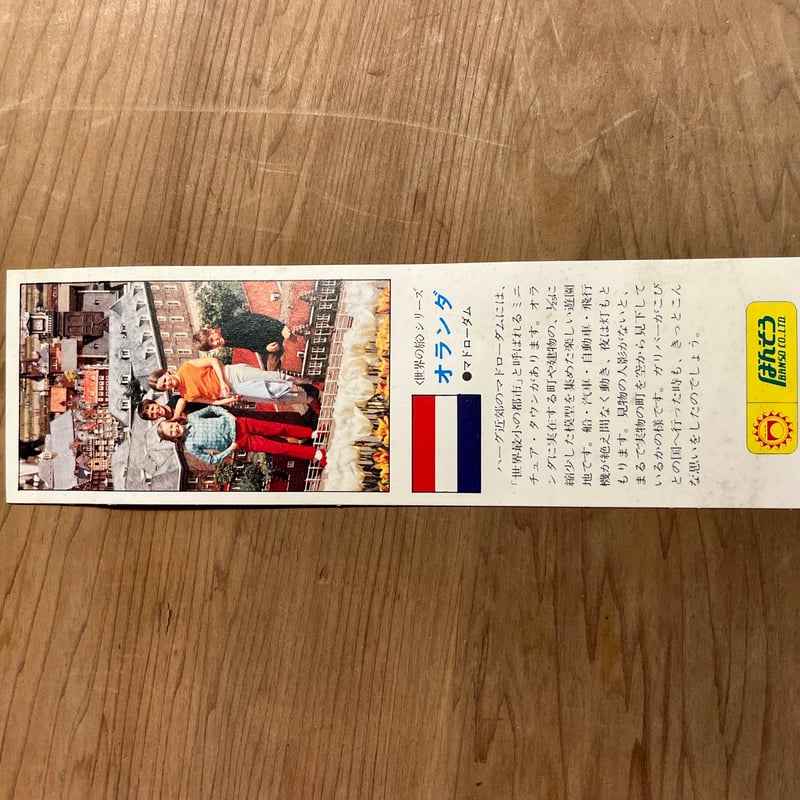 〈世界の旅〉シリーズ
オランダ
●マドローダム
ハーグ近郊のマドローダムには、
「世界最小の都市」と呼ばれるミニ
チュア・タウンがあります。オラ
ンダに実在する町や建物の、1/25に
縮少した模型を集めた楽しい遊園
地です。船・汽車・自動車・飛行
機が絶え間なく動き、夜は灯もと
もります。見物の人影がないと、
まるで実物の町を空から見下して
いるかの様です。ガリバーがこび
との国へ行った時も、きっとこん
な思いをしたのでしょう。
ばんそう
BANSO CO.,LTD.